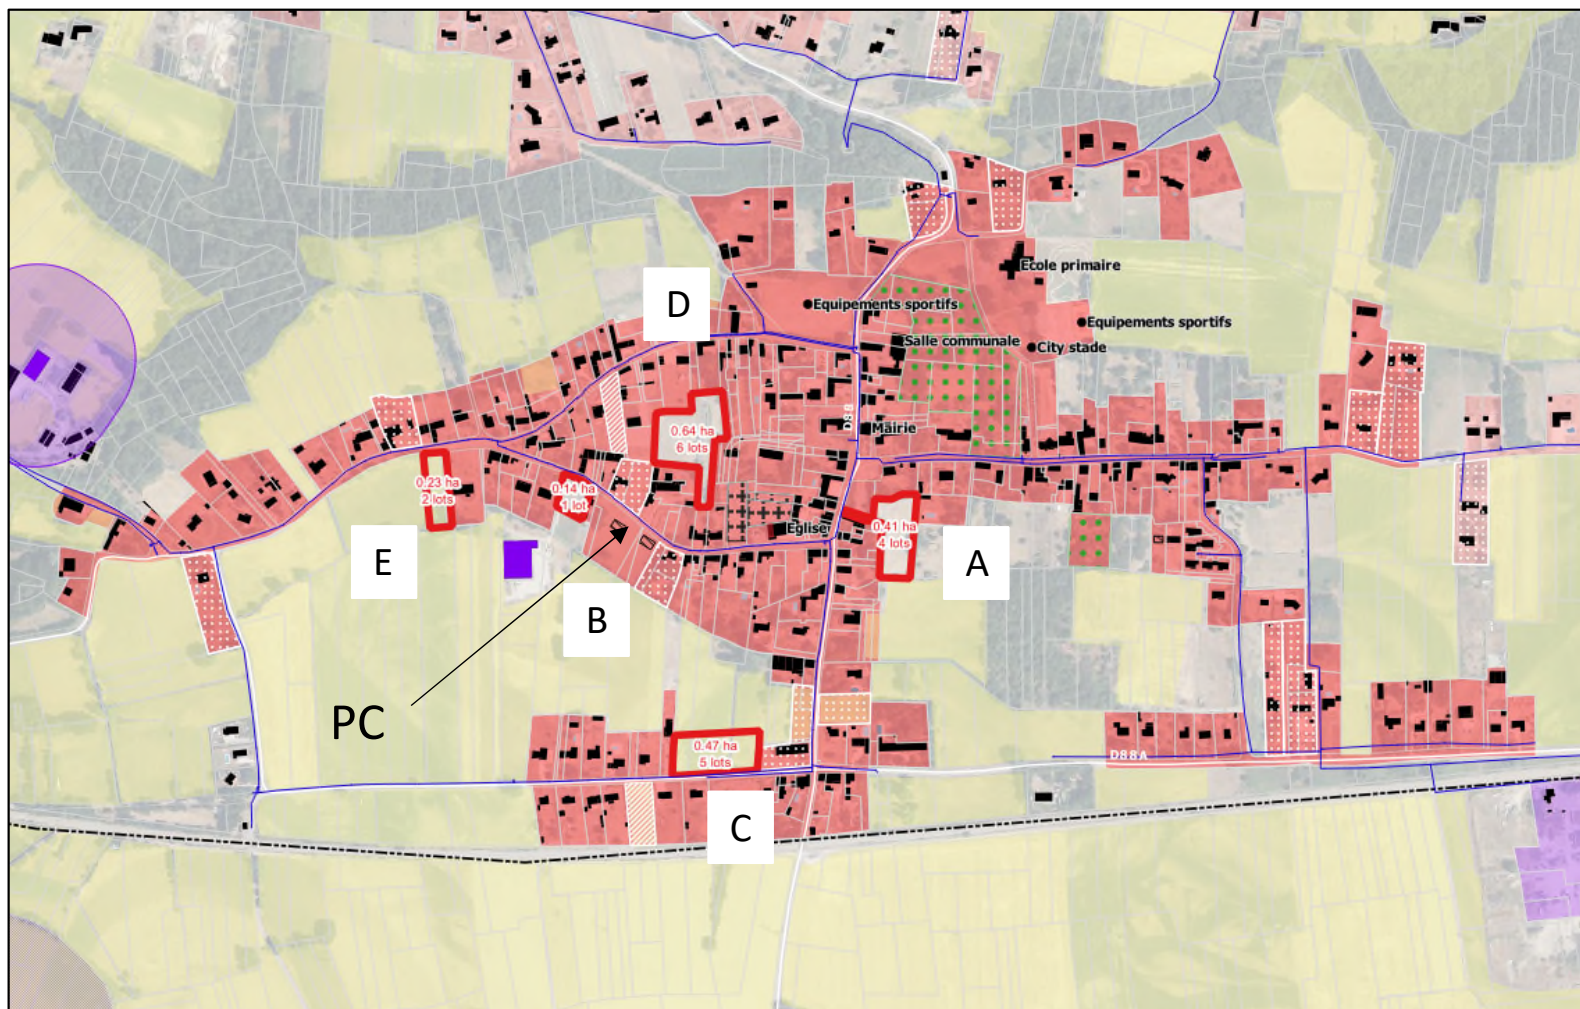 Ecole primaire
D
Equipements sportifs
Equipements sportifs
Salle communale
City stade
D88
Mairie
0.64 ha
6 lots
0.23 ha
2 lots
0.14 ha
1 lot
Eglise
0.41 ha
4 lots
E
A
B
PC
0.47 ha
5 lots
D88A
C